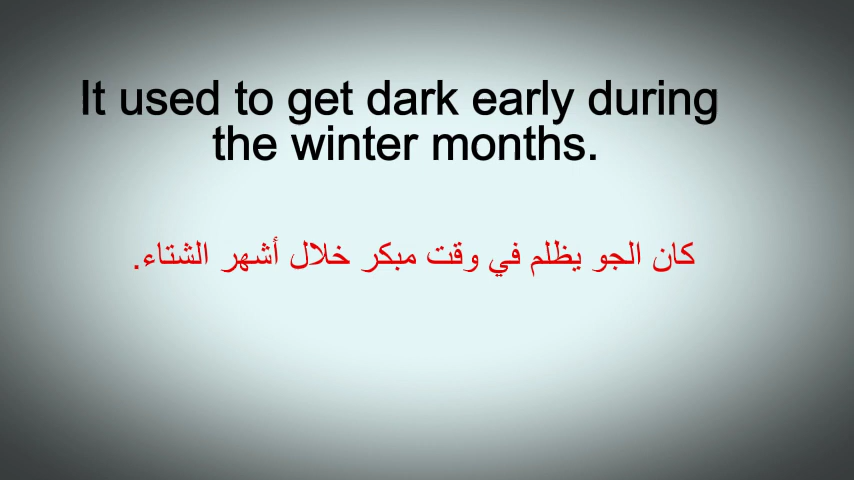 It used to get dark early during
the winter months.
كان الجو يظلم في وقت مبكر خلال أشهر الشتاء.